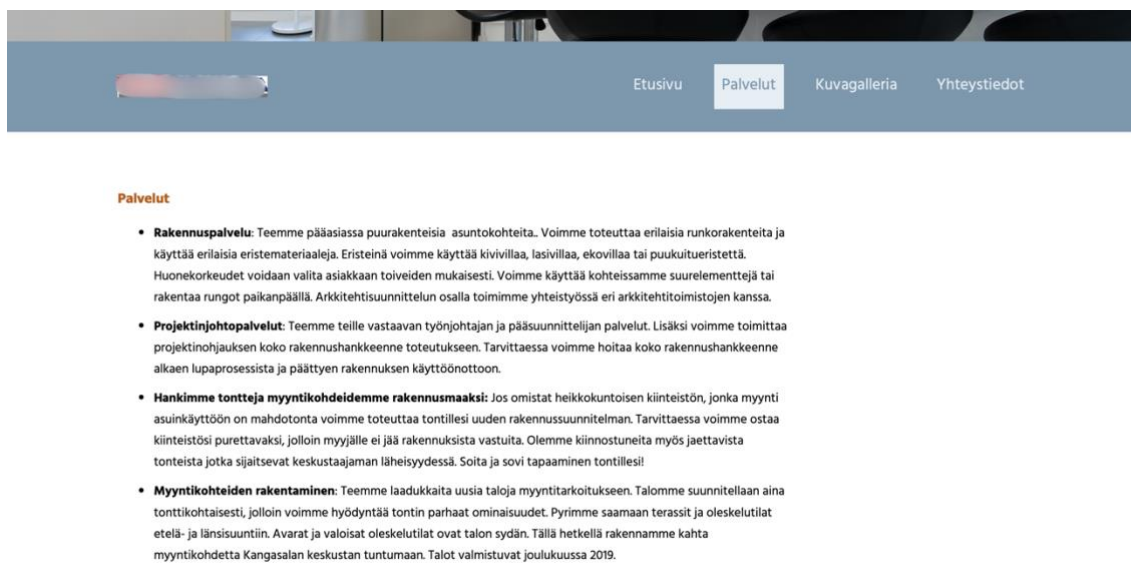 Etusivu Palvelut Kuvagalleria Yhteystiedot
Palvelut
• Rakennuspalvelu: Teemme pääasiassa puurakenteisia asuntokohteita.. Voimme toteuttaa erilaisia runkorakenteita ja
käyttää erilaisia eristemateriaaleja. Eristeinä voimme käyttää kivivillaa, lasivillaa, ekovillaa tai puukuitueristettä.
Huonekorkeudet voidaan valita asiakkaan toiveiden mukaisesti. Voimme käyttää kohteissamme suurelementtejä tai
rakentaa rungot paikanpäällä. Arkkitehtisuunnittelun osalla toimimme yhteistyössä eri arkkitehtitoimistojen kanssa.
• Projektinjohtopalvelut: Teemme teille vastaavan työnjohtajan ja pääsuunnittelijan palvelut. Lisäksi voimme toimittaa
projektinohjauksen koko rakennushankkeenne toteutukseen. Tarvittaessa voimme hoitaa koko rakennushankkeenne
alkaen lupaprosessista ja päättyen rakennuksen käyttöönottoon.
• Hankimme tontteja myyntikohdeidemme rakennusmaaksi: Jos omistat heikkokuntoisen kiinteistön, jonka myynti
asuinkäyttöön on mahdotonta voimme toteuttaa tontillesi uuden rakennussuunnitelman. Tarvittaessa voimme ostaa
kiinteistösi purettavaksi, jolloin myyjälle ei jää rakennuksista vastuita. Olemme kiinnostuneita myös jaettavista
tonteista jotka sijaitsevat keskustaajaman läheisyydessä. Soita ja sovi tapaaminen tontillesi!
• Myyntikohteiden rakentaminen: Teemme laadukkaita uusia taloja myyntitarkoitukseen. Talomme suunnitellaan aina
tonttikohtaisesti, jolloin voimme hyödyntää tontin parhaat ominaisuudet. Pyrimme saamaan terassit ja oleskelutilat
etelä- ja länsisuuntiin. Avarat ja valoisat oleskelutilat ovat talon sydän. Tällä hetkellä rakennamme kahta
myyntikohdetta Kangasalan keskustan tuntumaan. Talot valmistuvat joulukuussa 2019.